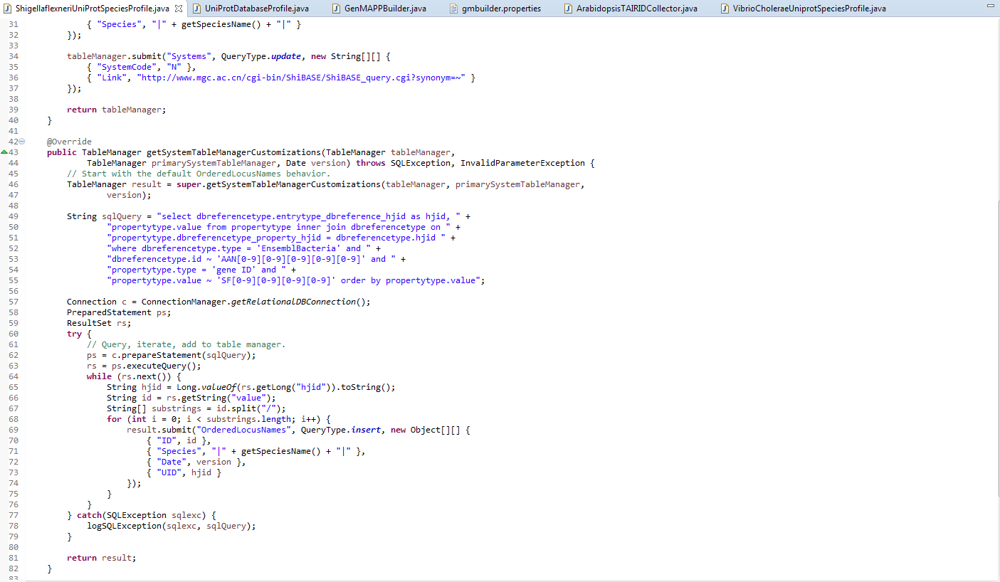 ShigellaflexneriUniProtSpeciesProfile.java UniProtDatabaseProfile.java GenMAPPBuilder.java gmbuilder.properties ArabidopsisTAIRIDCollector.java VibrioCholeraeUniprotSpeciesProfile.java
31 { "Species", "|" + getSpeciesName() + "|" }
32 });
33
34 tableManager.submit("Systems", QueryType.update, new String[][] {
35 { "SystemCode", "N" },
36 { "Link", "http://www.mgc.ac.cn/cgi-bin/ShiBASE/ShiBASE_query.cgi?synonym=~" }
37 });
38
39 return tableManager;
40 }
41
42 @Override
43 public TableManager getSystemTableManagerCustomizations(TableManager tableManager,
44 TableManager primarySystemTableManager, Date version) throws SQLException, InvalidParameterException {
45 // Start with the default OrderedLocusNames behavior.
46 TableManager result = super.getSystemTableManagerCustomizations(tableManager, primarySystemTableManager,
47 version);
48
49 String sqlQuery = "select dbreferencetype.entrytype_dbreference_hjid as hjid, " +
50 "propertytype.value from propertytype inner join dbreferencetype on " +
51 "propertytype.dbreferencetype_property_hjid = dbreferencetype.hjid " +
52 "where dbreferencetype.type = 'EnsemblBacteria' and " +
53 "dbreferencetype.id ~ 'AAN[0-9][0-9][0-9][0-9][0-9]' and " +
54 "propertytype.type = 'gene ID' and " +
55 "propertytype.value ~ 'SF[0-9][0-9][0-9][0-9]' order by propertytype.value";
56
57 Connection c = ConnectionManager.getRelationalDBConnection();
58 PreparedStatement ps;
59 ResultSet rs;
60 try {
61 // Query, iterate, add to table manager.
62 ps = c.prepareStatement(sqlQuery);
63 rs = ps.executeQuery();
64 while (rs.next()) {
65 String hjid = Long.valueOf(rs.getLong("hjid")).toString();
66 String id = rs.getString("value");
67 String[] substrings = id.split("/");
68 for (int i = 0; i < substrings.length; i++) {
69 result.submit("OrderedLocusNames", QueryType.insert, new Object[][] {
70 { "ID", id },
71 { "Species", "|" + getSpeciesName() + "|" },
72 { "Date", version },
73 { "UID", hjid }
74 });
75 }
76 }
77 } catch(SQLException sqlexc) {
78 logSQLException(sqlexc, sqlQuery);
79 }
80
81 return result;
82 }
83